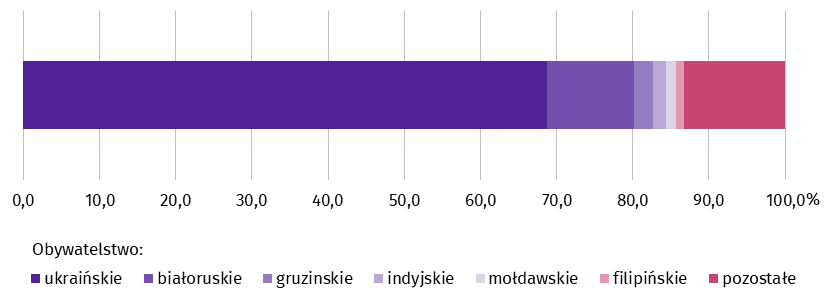 0,0 10,0 20,0 30,0 40,0 50,0 60,0 70,0 80,0 90,0 100,0%
Obywatelstwo:
ukraińskie białoruskie gruzinskie indyjskie mołdawskie filipińskie pozostałe